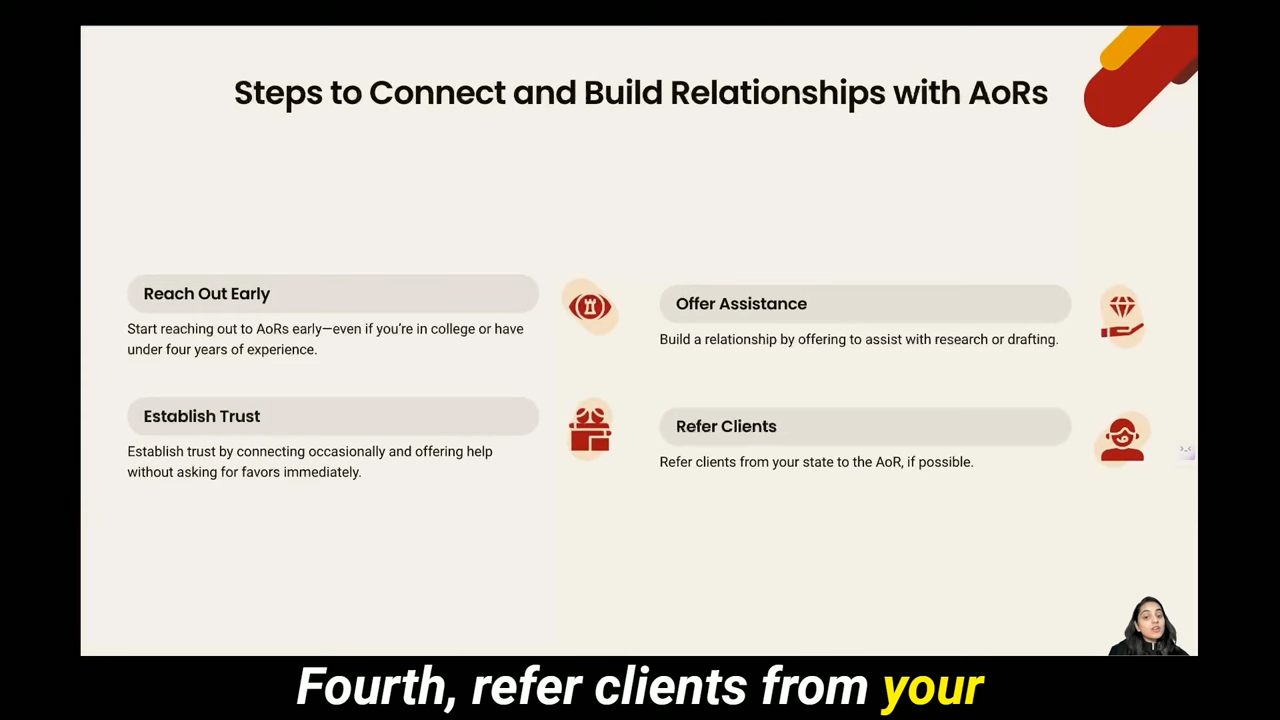 Steps to Connect and Build Relationships with AoRs
Reach Out Early
Start reaching out to AoRs early—even if you're in college or have
under four years of experience.
Offer Assistance
Build a relationship by offering to assist with research or drafting.
Establish Trust
Establish trust by connecting occasionally and offering help
without asking for favors immediately.
Refer Clients
Refer clients from your state to the AoR, if possible.
Fourth, refer clients from your